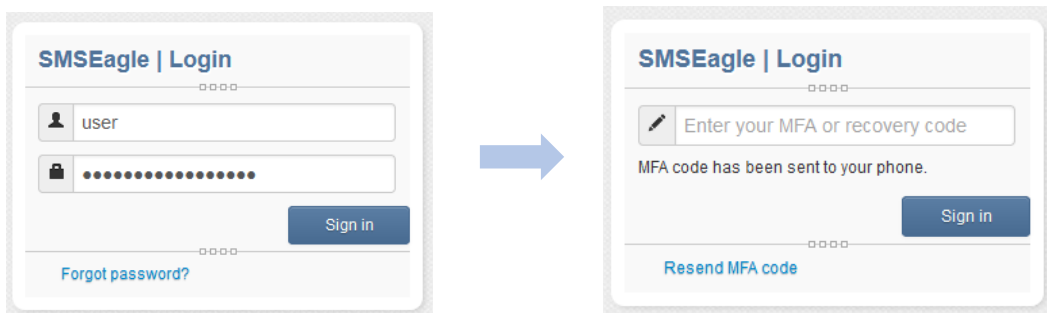 SMSEagle | Login
user
•••••••••••••••••
Sign in
Forgot password?
SMSEagle | Login
Enter your MFA or recovery code
MFA code has been sent to your phone.
Sign in
Resend MFA code